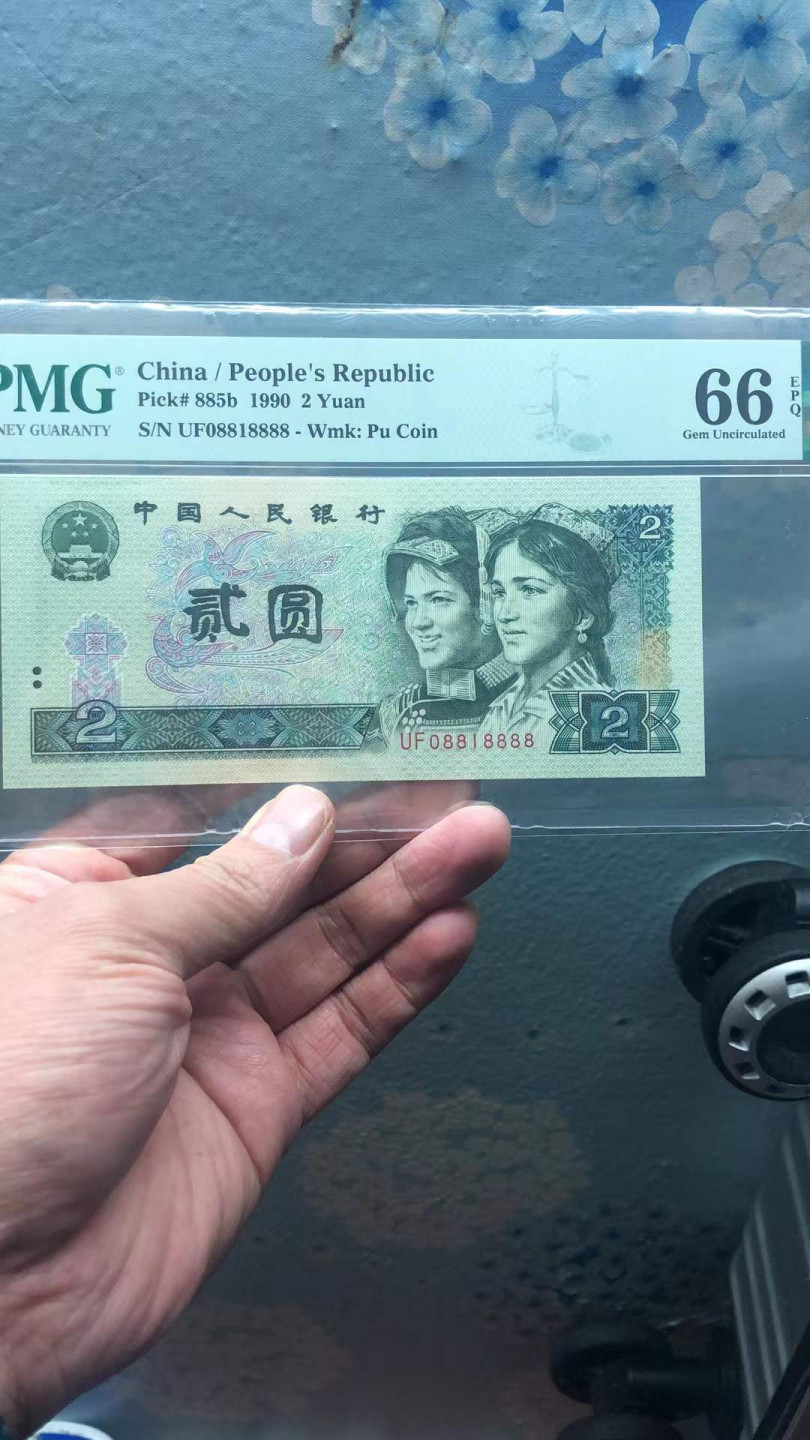 PMG®
NEY GUARANTY
China / People's Republic
Pick# 885b 1990 2 Yuan
S/N UF08818888 - Wmk: Pu Coin
66
EPQ
Gem Uncirculated
中国人民银行
2
贰圆
2
2
UF08818888